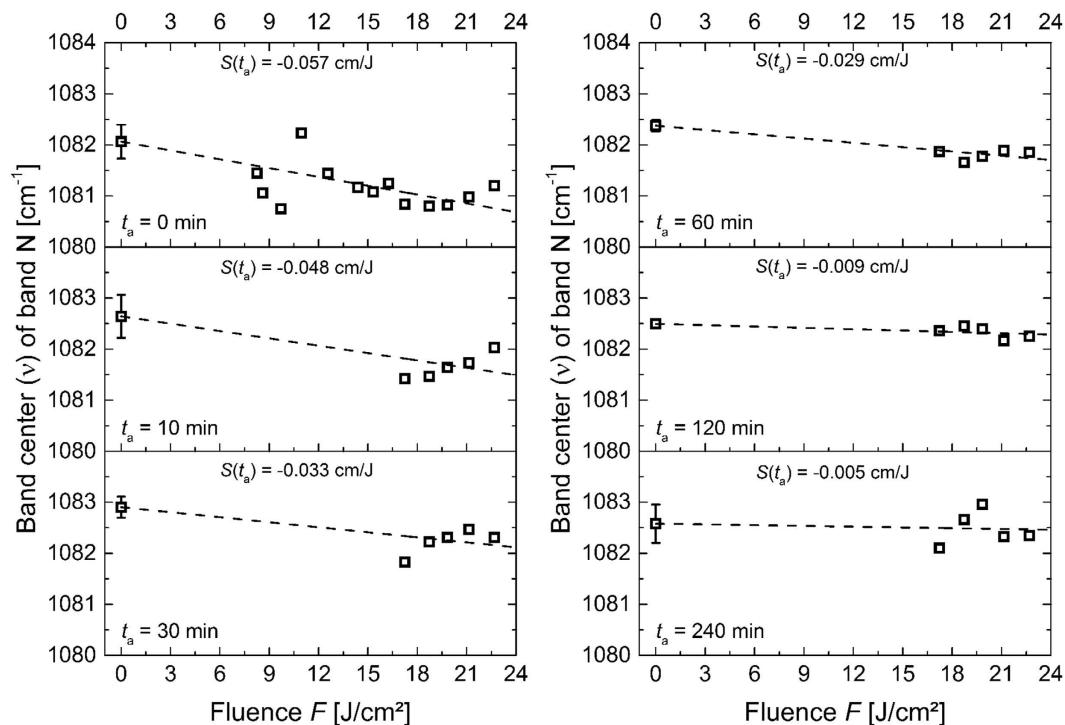 0 3 6 9 12 15 18 21 24
0 3 6 9 12 15 18 21 24
1084
1083
1082
1081
1080
S(tₐ) = -0.057 cm/J
tₐ = 0 min
1083
1082
1081
1080
S(tₐ) = -0.048 cm/J
tₐ = 10 min
1083
1082
1081
1080
S(tₐ) = -0.033 cm/J
tₐ = 30 min
Band center (ν) of band N [cm⁻¹]
0 3 6 9 12 15 18 21 24
Fluence F [J/cm²]
1084
1083
1082
1081
1080
S(tₐ) = -0.029 cm/J
tₐ = 60 min
1083
1082
1081
1080
S(tₐ) = -0.009 cm/J
tₐ = 120 min
1083
1082
1081
1080
S(tₐ) = -0.005 cm/J
tₐ = 240 min
Band center (ν) of band N [cm⁻¹]
0 3 6 9 12 15 18 21 24
Fluence F [J/cm²]